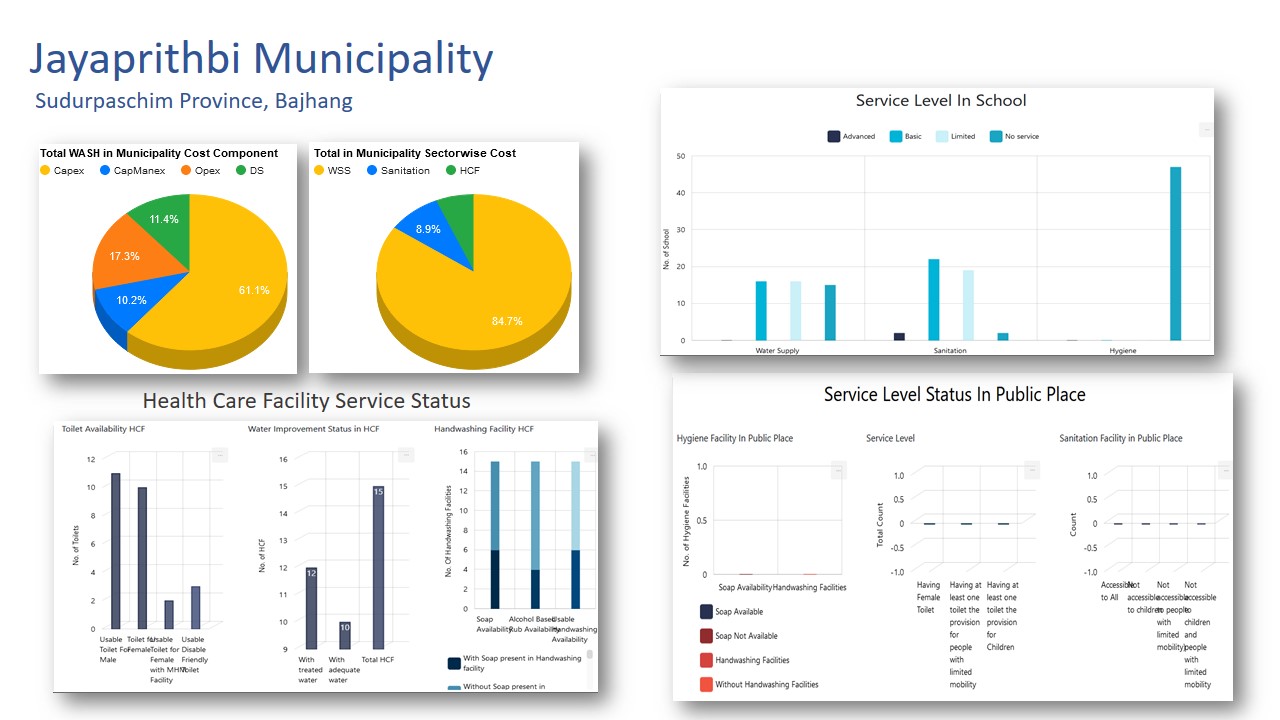 Jayaprithbi Municipality
Sudurpaschim Province, Bajhang
Total WASH in Municipality Cost Component
Capex CapManex Opex DS
11.4%
17.3%
10.2%
61.1%
Total in Municipality Sectorwise Cost
WSS Sanitation HCF
8.9%
84.7%
Service Level In School
Advanced Basic Limited No service
No. of School
50
40
30
20
10
0
Water Supply Sanitation Hygiene
Health Care Facility Service Status
Toilet Availability HCF
No. of Toilets
12
10
8
6
4
2
0
Usable
Toilet For
Male
Toilet for
Female
Usable
Toilet for
Female
with MHM
Facility
Usable
Disable
Friendly
Toilet
Water Improvement Status in HCF
No. of HCF
16
15
14
13
12
11
10
9
12
10
15
With
treated
water
With
adequate
water
Total HCF
Handwashing Facility HCF
No. Of Handwashing Facilities
16
14
12
10
8
6
4
2
0
Soap
Availability
Alcohol Based
Rub Availability
Usable
Handwashing
Availability
With Soap present in Handwashing
facility
Without Soap present in
Service Level Status In Public Place
Hygiene Facility In Public Place
No. of Hygiene Facilities
1.0
0.5
0
Soap Availability Handwashing Facilities
Soap Available
Soap Not Available
Handwashing Facilities
Without Handwashing Facilities
Service Level
Total Count
1.0
0.5
0
-0.5
-1.0
Having
Female
Toilet
Having at
least one
toilet the
provision
for
people
with
limited
mobility
Having at
least one
toilet the
provision
for
Children
Sanitation Facility in Public Place
Count
1.0
0.5
0
-0.5
-1.0
Accessible
to All
Not
accessible
to children
Not
accessible
to people
with
limited
mobility
Not
accessible
to
children
and
people
with
limited
mobility